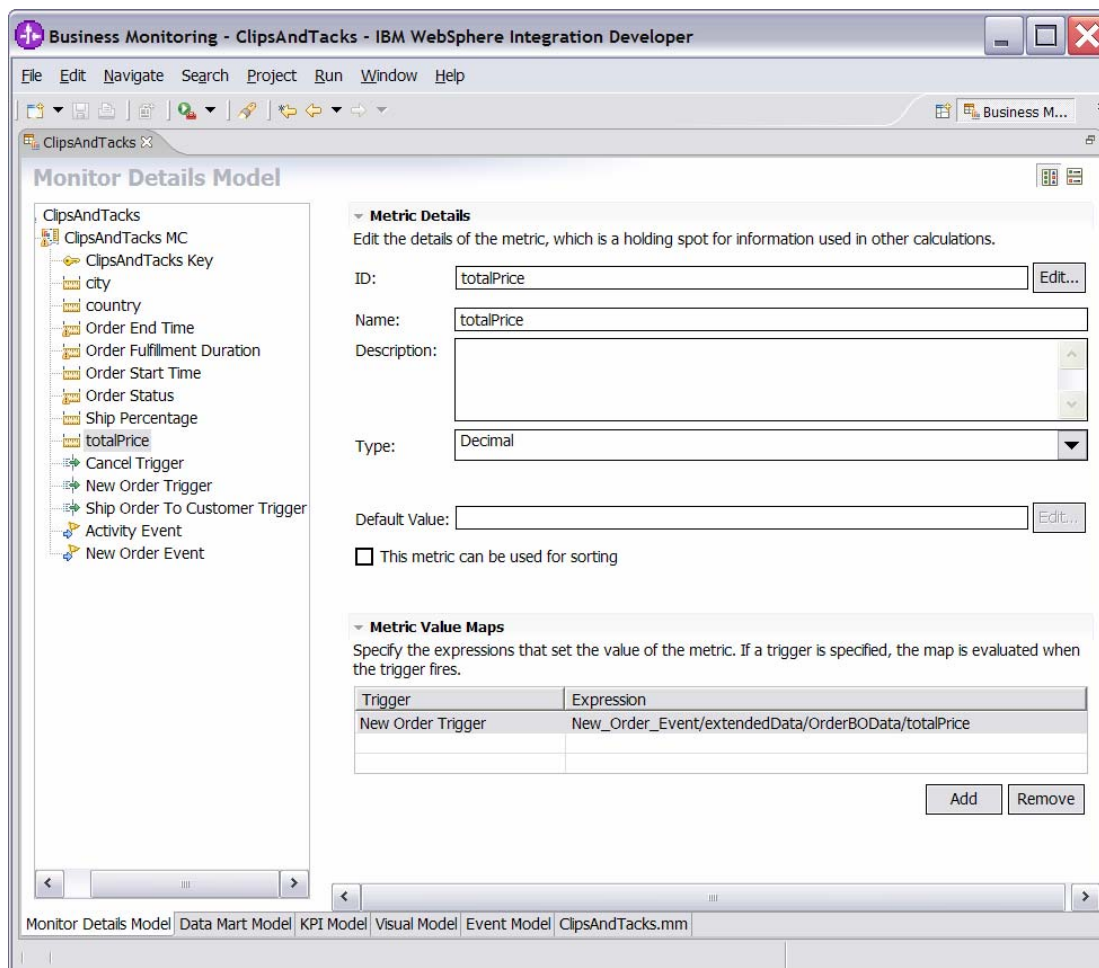 Business Monitoring - ClipsAndTacks - IBM WebSphere Integration Developer
File Edit Navigate Search Project Run Window Help
Business M...
ClipsAndTacks
Monitor Details Model
ClipsAndTacks
ClipsAndTacks MC
ClipsAndTacks Key
city
country
Order End Time
Order Fulfillment Duration
Order Start Time
Order Status
Ship Percentage
totalPrice
Cancel Trigger
New Order Trigger
Ship Order To Customer Trigger
Activity Event
New Order Event
Metric Details
Edit the details of the metric, which is a holding spot for information used in other calculations.
ID: totalPrice Edit...
Name: totalPrice
Description:
Type: Decimal
Default Value: Edit...
This metric can be used for sorting
Metric Value Maps
Specify the expressions that set the value of the metric. If a trigger is specified, the map is evaluated when
the trigger fires.
Trigger Expression
New Order Trigger New_Order_Event/extendedData/OrderBOData/totalPrice
Add Remove
Monitor Details Model Data Mart Model KPI Model Visual Model Event Model ClipsAndTacks.mm